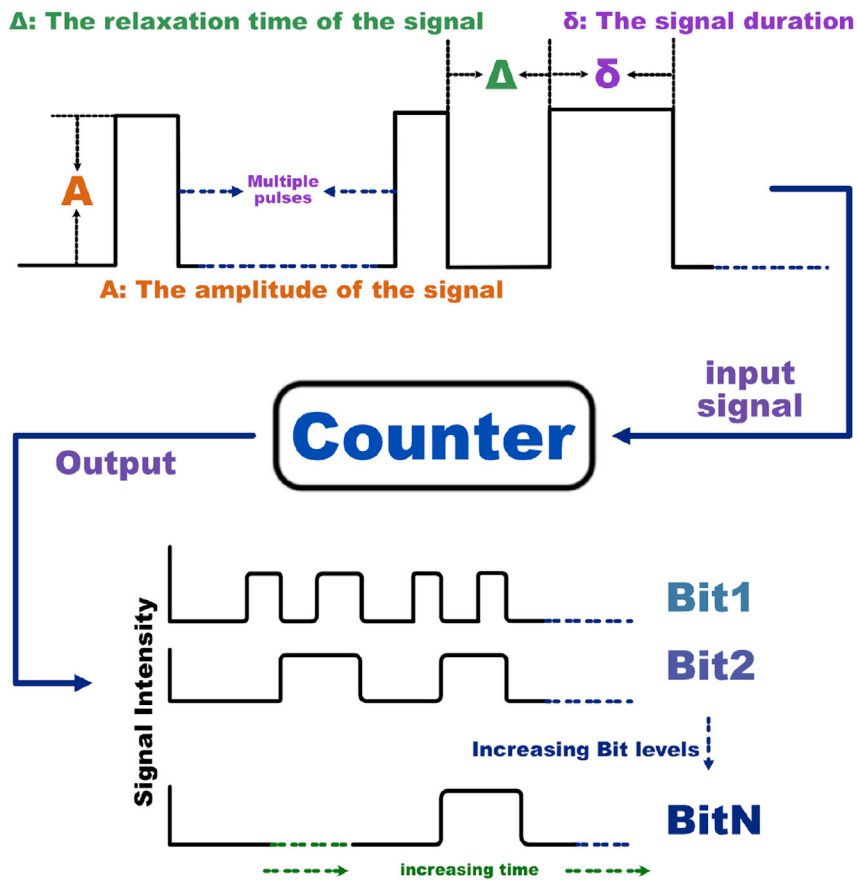 Δ: The relaxation time of the signal
δ: The signal duration
Δ
δ
A
Multiple
pulses
A: The amplitude of the signal
input
signal
Counter
Output
Signal Intensity
Bit1
Bit2
Increasing Bit levels
BitN
increasing time